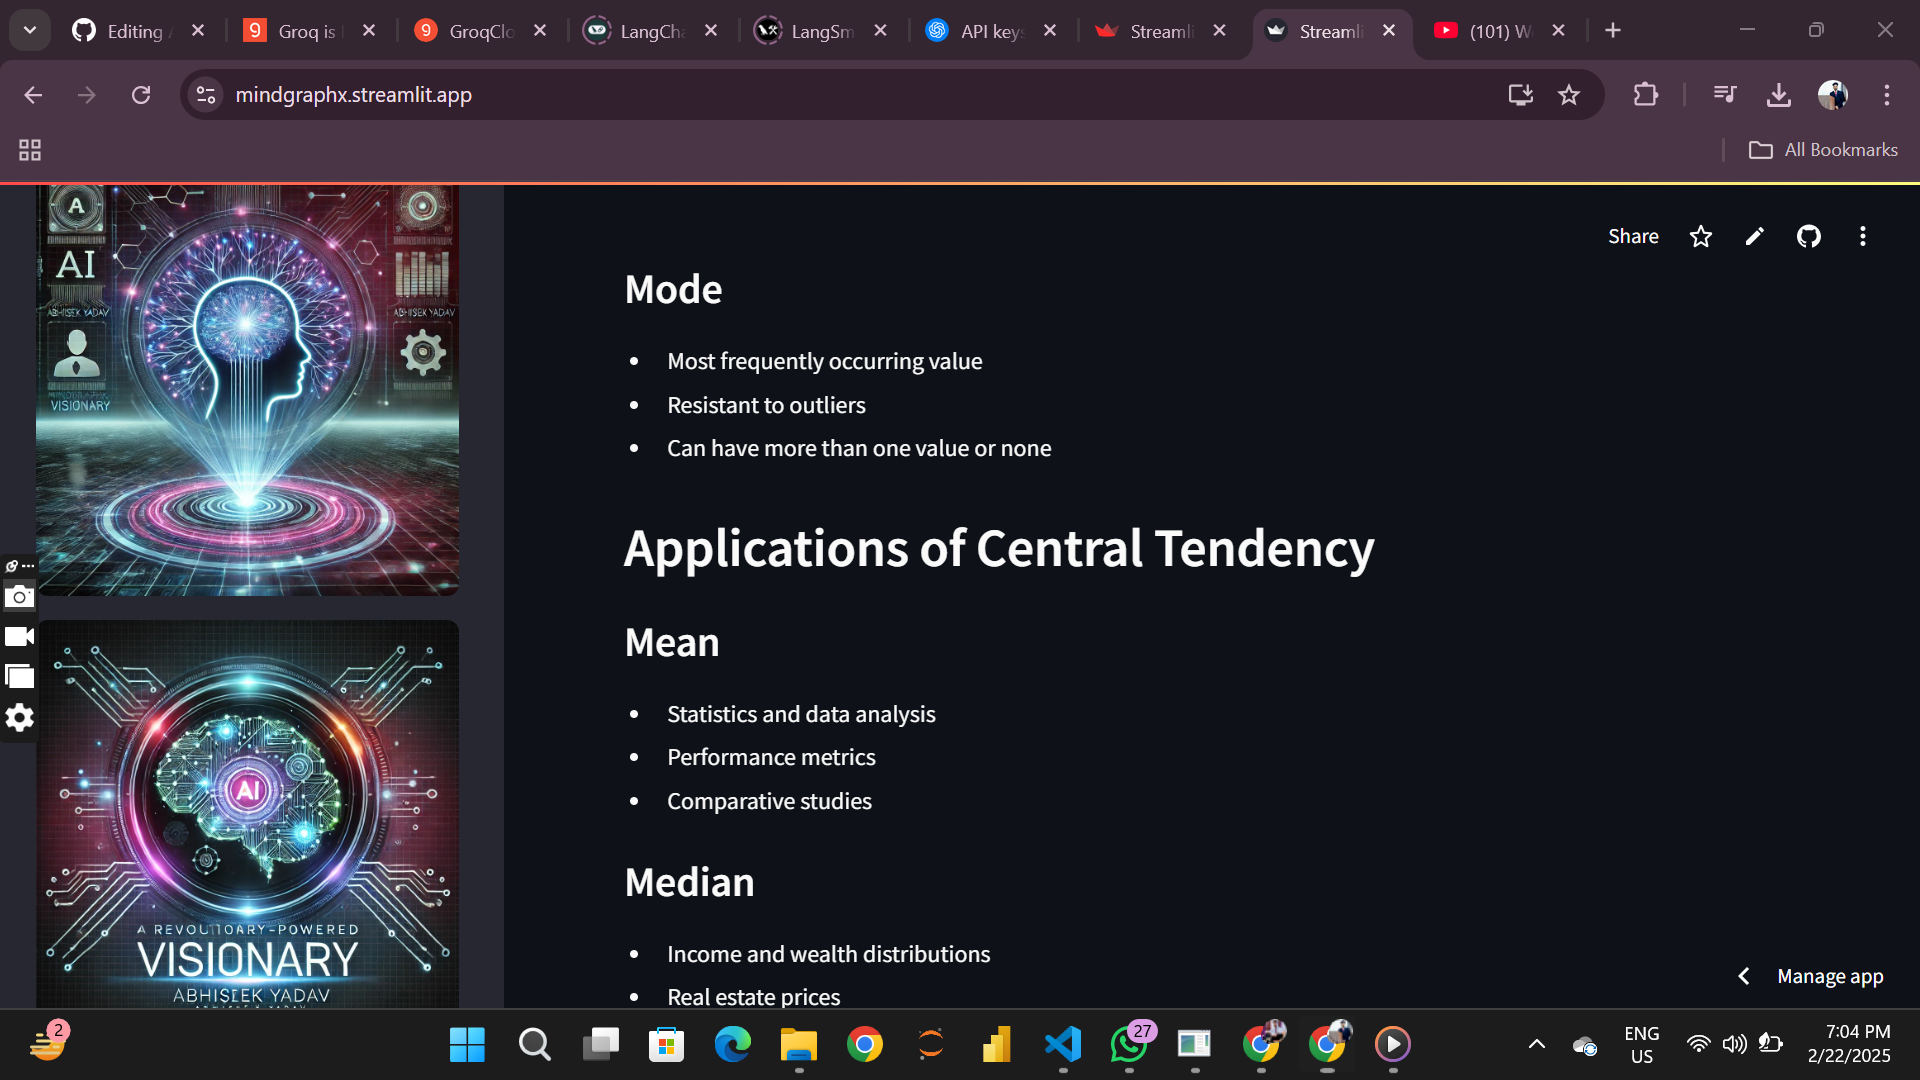 Editing
Groq is
GroqClo
LangCha
LangSm
API keys
Streamli
Streamli
(101) W
mindgraphx.streamlit.app
All Bookmarks
Share
A
AI
ABHISEK YADAV
ABHISEK YADAV
VISIONARY
Mode
• Most frequently occurring value
• Resistant to outliers
• Can have more than one value or none
Applications of Central Tendency
Mean
• Statistics and data analysis
• Performance metrics
• Comparative studies
Median
• Income and wealth distributions
• Real estate prices
AI
A REVOLUTOARY-POWERED
VISIONARY
ABHISEEK YADAV
Manage app
2
27
ENG
US
7:04 PM
2/22/2025